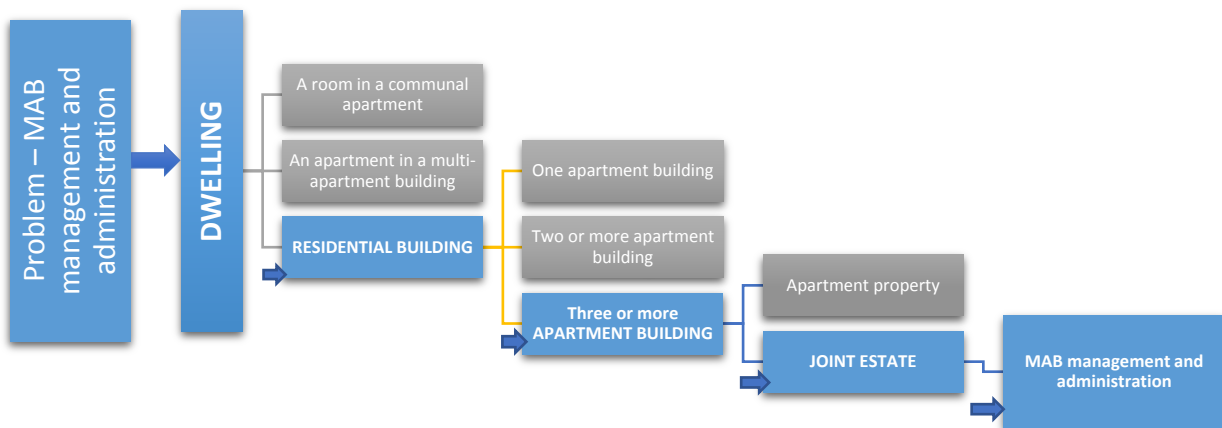 Problem – MAB
management and
administration
DWELLING
A room in a communal
apartment
An apartment in a multi-
apartment building
RESIDENTIAL BUILDING
One apartment building
Two or more apartment
building
Three or more
APARTMENT BUILDING
Apartment property
JOINT ESTATE
MAB management and
administration